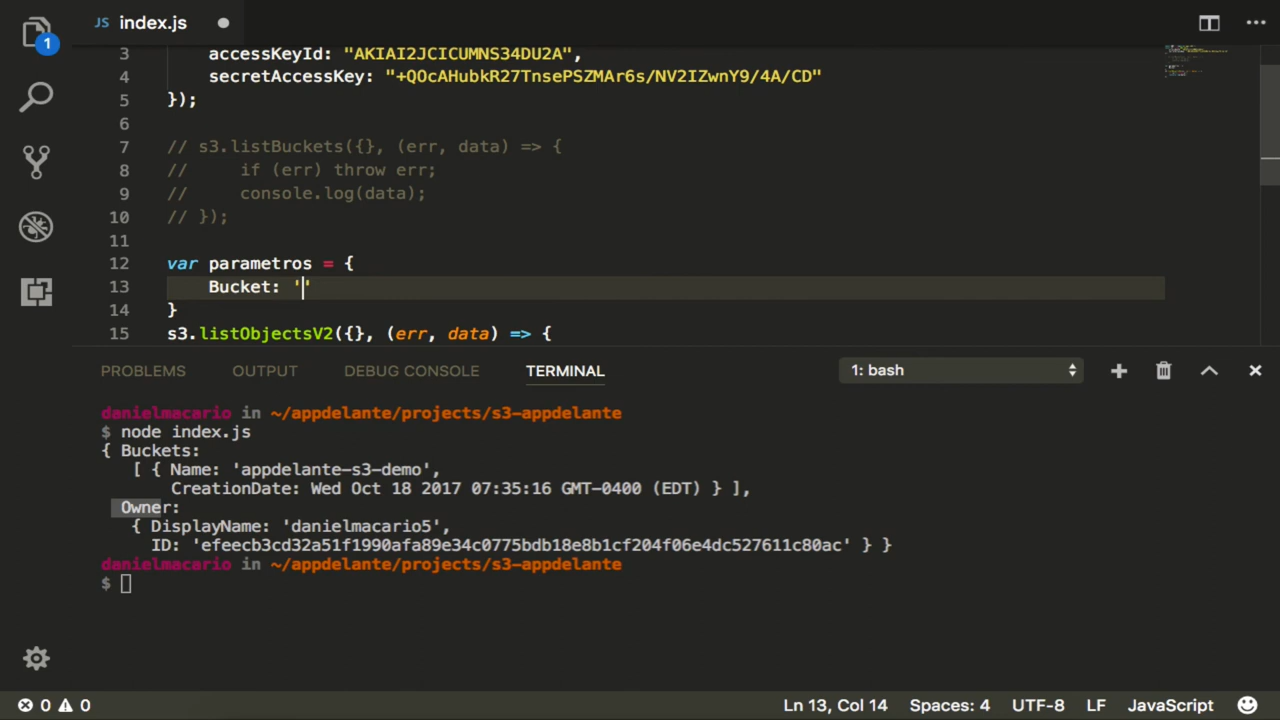 JS index.js
1
3 accessKeyId: "AKIAI2JCICUMNS34DU2A",
4 secretAccessKey: "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"
5 });
6
7 // s3.listBuckets({}, (err, data) => {
8 //     if (err) throw err;
9 //     console.log(data);
10 // });
11
12 var parametros = {
13 Bucket: ''
14 }
15 s3.listObjectsV2({}, (err, data) => {
PROBLEMS OUTPUT DEBUG CONSOLE TERMINAL 1: bash
danielmacario in ~/appdelante/projects/s3-appdelante
$ node index.js
{ Buckets:
[ { Name: 'appdelante-s3-demo',
CreationDate: Wed Oct 18 2017 07:35:16 GMT-0400 (EDT) } ],
Owner:
{ DisplayName: 'danielmacario5',
ID: 'efeecb3cd32a51f1990afa89e34c0775bdb18e8b1cf204f06e4dc527611c80ac' } }
danielmacario in ~/appdelante/projects/s3-appdelante
$
0 0 Ln 13, Col 14 Spaces: 4 UTF-8 LF JavaScript